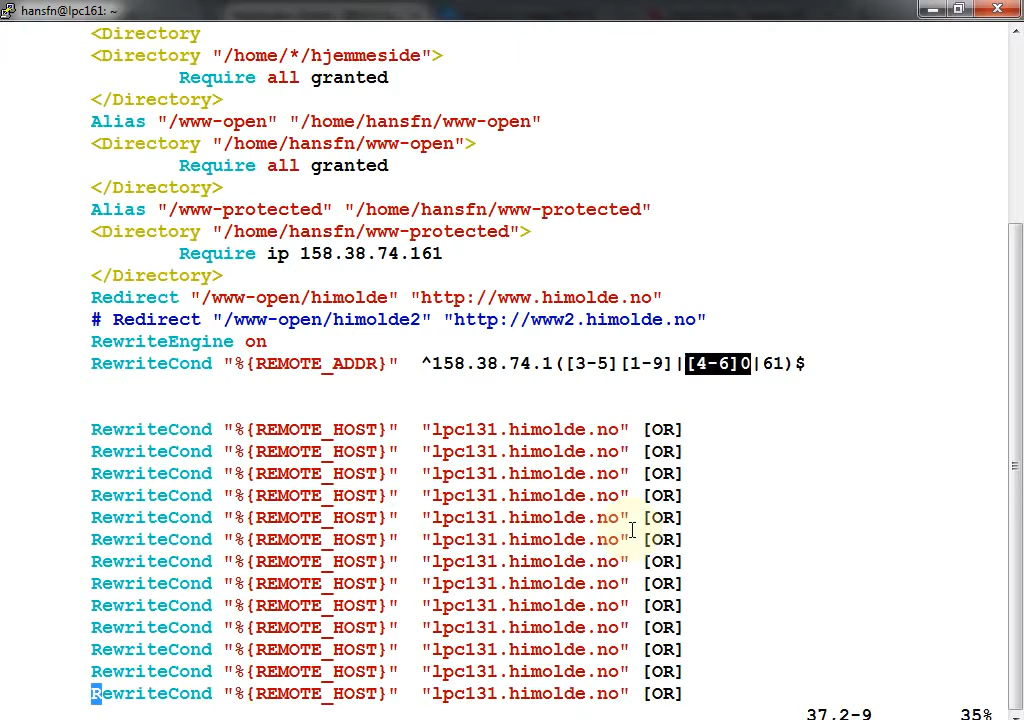 hansfn@lpc161: ~
<Directory
<Directory "/home/*/hjemmeside">
Require all granted
</Directory>
Alias "/www-open" "/home/hansfn/www-open"
<Directory "/home/hansfn/www-open">
Require all granted
</Directory>
Alias "/www-protected" "/home/hansfn/www-protected"
<Directory "/home/hansfn/www-protected">
Require ip 158.38.74.161
</Directory>
Redirect "/www-open/himolde" "http://www.himolde.no"
# Redirect "/www-open/himolde2" "http://www2.himolde.no"
RewriteEngine on
RewriteCond "%{REMOTE_ADDR}" ^158.38.74.1([3-5][1-9]|[4-6]0|61)$
RewriteCond "%{REMOTE_HOST}" "lpc131.himolde.no" [OR]
RewriteCond "%{REMOTE_HOST}" "lpc131.himolde.no" [OR]
RewriteCond "%{REMOTE_HOST}" "lpc131.himolde.no" [OR]
RewriteCond "%{REMOTE_HOST}" "lpc131.himolde.no" [OR]
RewriteCond "%{REMOTE_HOST}" "lpc131.himolde.no" [OR]
RewriteCond "%{REMOTE_HOST}" "lpc131.himolde.no" [OR]
RewriteCond "%{REMOTE_HOST}" "lpc131.himolde.no" [OR]
RewriteCond "%{REMOTE_HOST}" "lpc131.himolde.no" [OR]
RewriteCond "%{REMOTE_HOST}" "lpc131.himolde.no" [OR]
RewriteCond "%{REMOTE_HOST}" "lpc131.himolde.no" [OR]
RewriteCond "%{REMOTE_HOST}" "lpc131.himolde.no" [OR]
RewriteCond "%{REMOTE_HOST}" "lpc131.himolde.no" [OR]
RewriteCond "%{REMOTE_HOST}" "lpc131.himolde.no" [OR]
37,2-9 35%